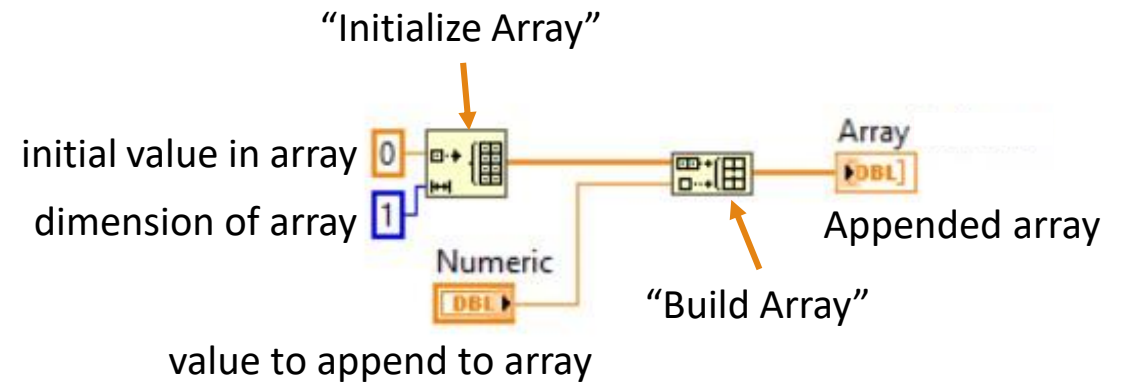 “Initialize Array”
initial value in array
0
dimension of array
1
Array
DBL
Appended array
Numeric
DBL
“Build Array”
value to append to array